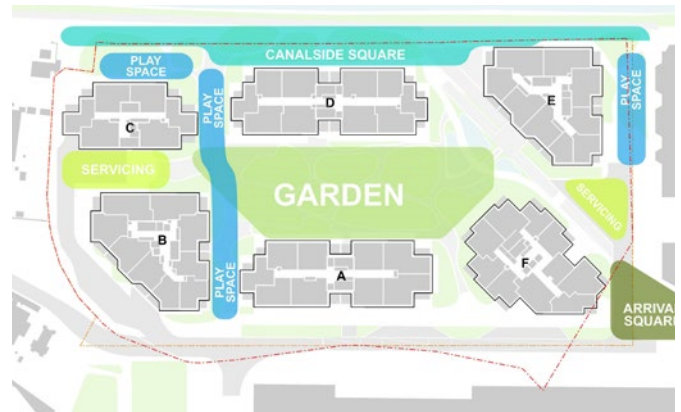 CANALSIDE SQUARE
PLAY
SPACE
E
PLAY
SPACE
D
PLAY
SPACE
C
SERVICING
GARDEN
SERVICING
B
F
PLAY
SPACE
A
ARRIVAL
SQUARE